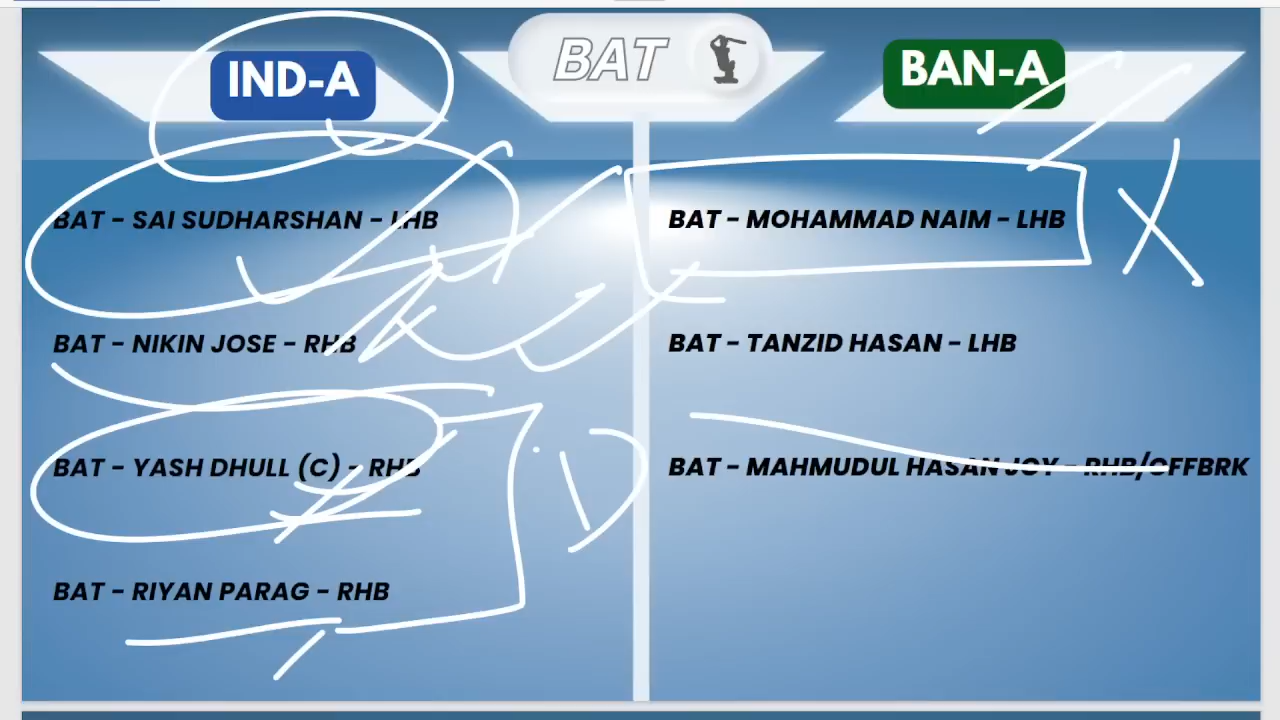 IND-A
BAT
BAN-A
BAT - SAI SUDHARSHAN - LHB
BAT - NIKIN JOSE - RHB
BAT - YASH DHULL (C) - RHB
BAT - RIYAN PARAG - RHB
BAT - MOHAMMAD NAIM - LHB
BAT - TANZID HASAN - LHB
BAT - MAHMUDUL HASAN JOY - RHB/OFFBRK